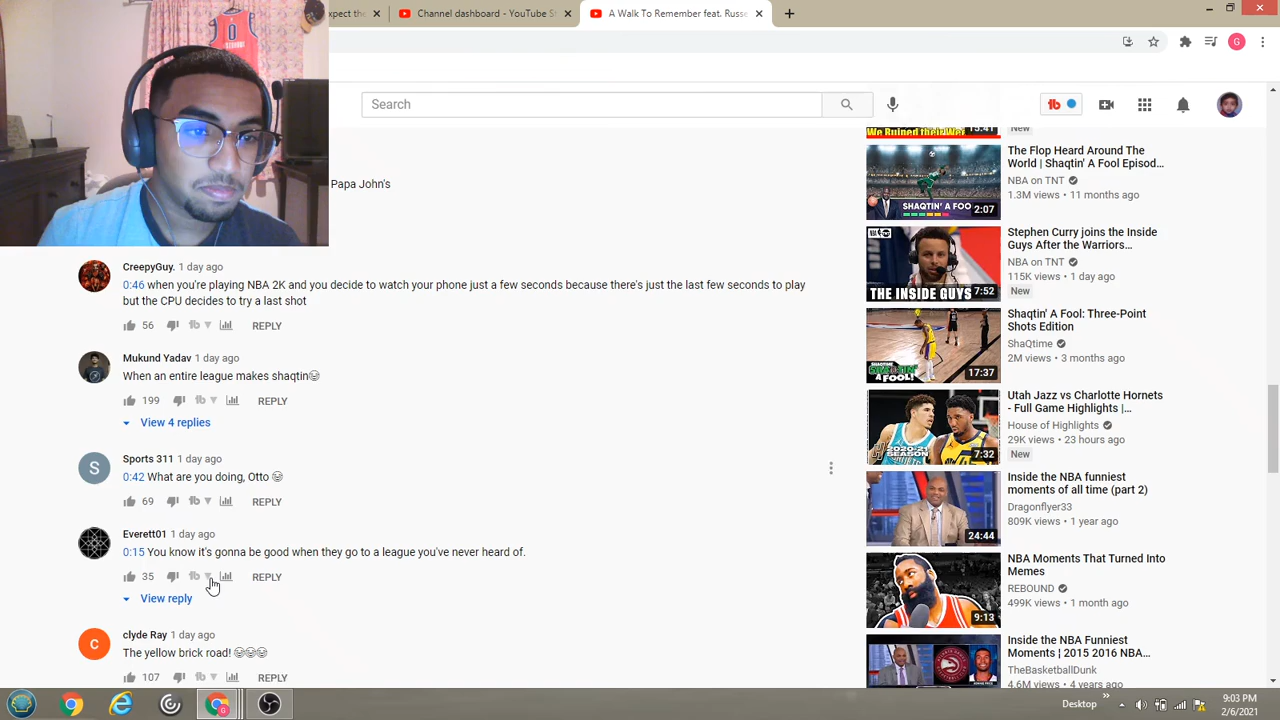 xpect the
Channel dashboard - YouTube S
A Walk To Remember feat. Russe
G
Search
Papa John's
CreepyGuy. 1 day ago
0:46 when you're playing NBA 2K and you decide to watch your phone just a few seconds because there's just the last few seconds to play
but the CPU decides to try a last shot
56 REPLY
Mukund Yadav 1 day ago
When an entire league makes shaqtin😂
199 REPLY
View 4 replies
S
Sports 311 1 day ago
0:42 What are you doing, Otto 😂
69 REPLY
Everett01 1 day ago
0:15 You know it's gonna be good when they go to a league you've never heard of.
35 REPLY
View reply
C
clyde Ray 1 day ago
The yellow brick road! 😂😂😂
107 REPLY
We Ruined their
15:41
New
The Flop Heard Around The
World | Shaqtin' A Fool Episod...
NBA on TNT
1.3M views • 11 months ago
SHAQTIN' A FOO
2:07
Stephen Curry joins the Inside
Guys After the Warriors...
NBA on TNT
115K views • 1 day ago
New
THE INSIDE GUYS
7:52
Shaqtin' A Fool: Three-Point
Shots Edition
ShaQtime
2M views • 3 months ago
A FOOL!
17:37
Utah Jazz vs Charlotte Hornets
- Full Game Highlights |...
House of Highlights
29K views • 23 hours ago
New
2020-21
SEASON
7:32
Inside the NBA funniest
moments of all time (part 2)
Dragonflyer33
809K views • 1 year ago
24:44
NBA Moments That Turned Into
Memes
REBOUND
499K views • 1 month ago
9:13
Inside the NBA Funniest
Moments | 2015 2016 NBA...
TheBasketballDunk
4.6M views • 4 years ago
Desktop
9:03 PM
2/6/2021